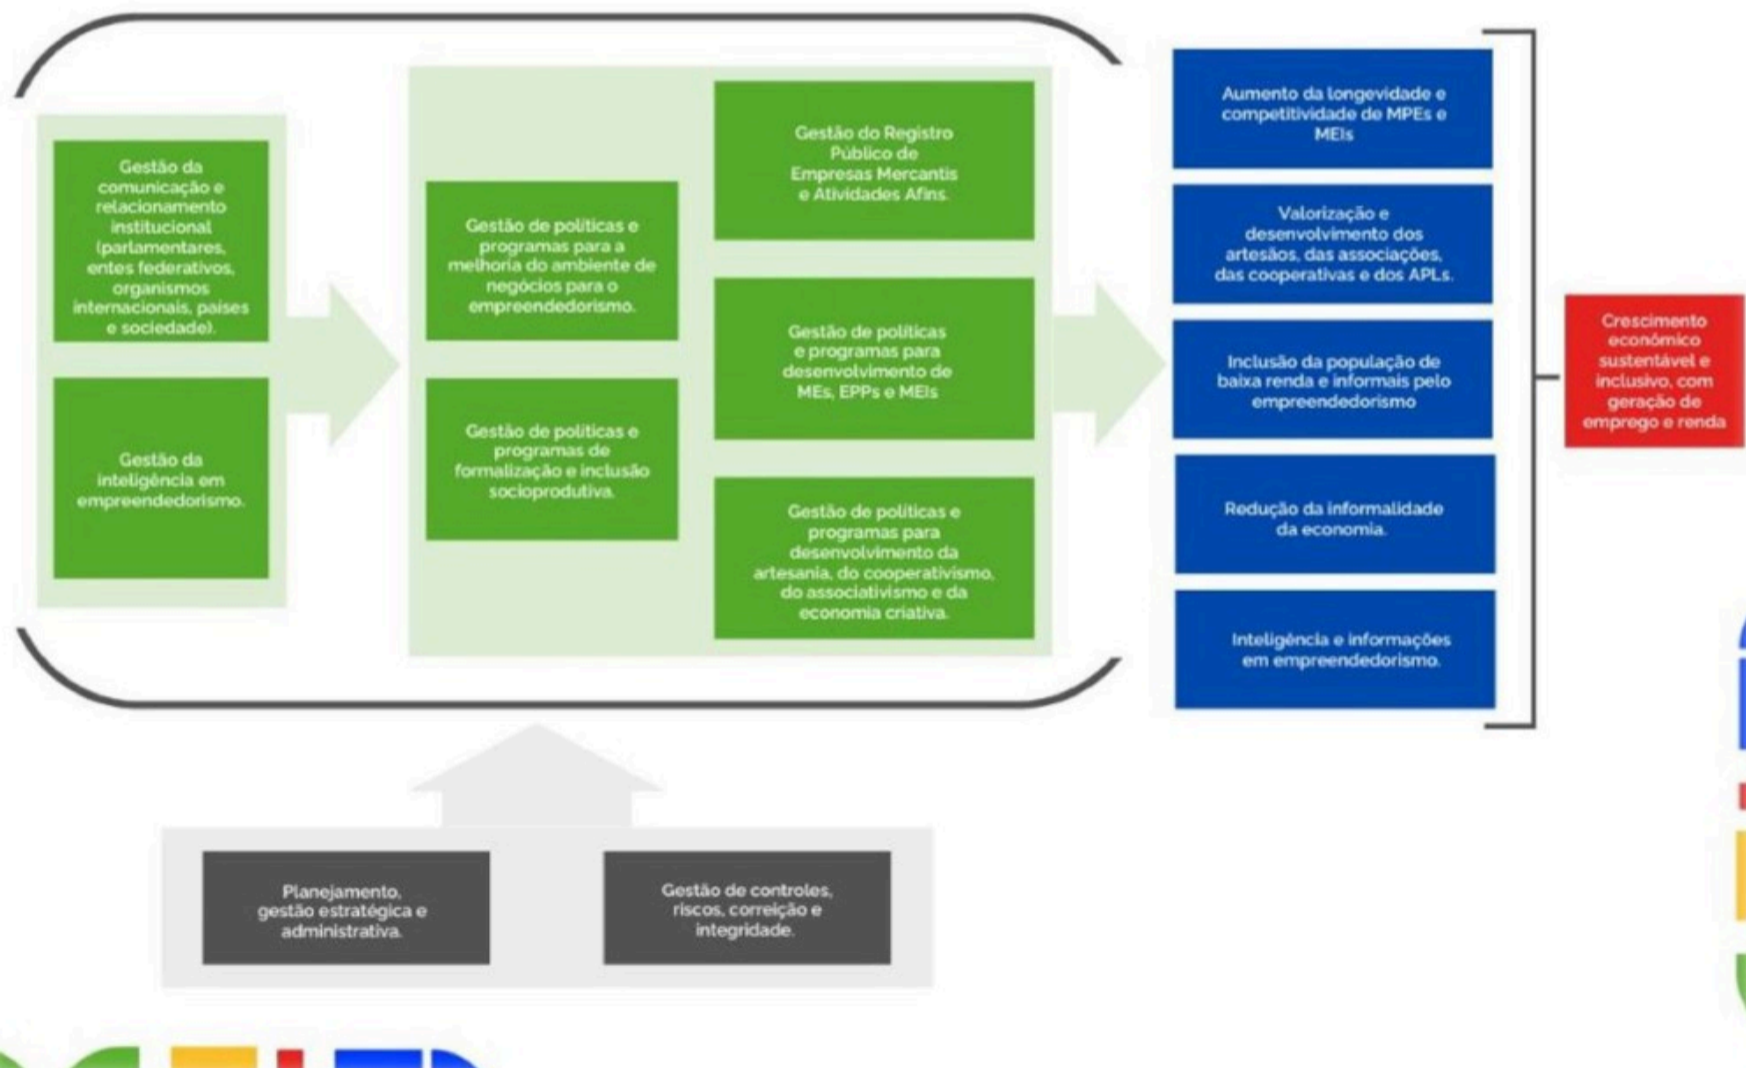 Gestão da
comunicação e
relacionamento
institucional
(parlamentares,
entes federativos,
organismos
internacionais, países
e sociedade).
Gestão da
inteligência em
empreendedorismo.
Gestão de políticas e
programas para a
melhoria do ambiente de
negócios para o
empreendedorismo.
Gestão de políticas e
programas de
formalização e inclusão
socioprodutiva.
Gestão do Registro
Público de
Empresas Mercantis
e Atividades Afins.
Gestão de políticas
e programas para
desenvolvimento de
MEs, EPPs e MEIs
Gestão de políticas e
programas para
desenvolvimento da
artesania, do cooperativismo,
do associativismo e da
economia criativa.
Aumento da longevidade e
competitividade de MPEs e
MEIs
Valorização e
desenvolvimento dos
artesãos, das associações,
das cooperativas e dos APLs.
Inclusão da população de
baixa renda e informais pelo
empreendedorismo
Redução da informalidade
da economia.
Inteligência e informações
em empreendedorismo.
Crescimento
econômico
sustentável e
inclusivo, com
geração de
emprego e renda
Planejamento,
gestão estratégica e
administrativa.
Gestão de controles,
riscos, correição e
integridade.